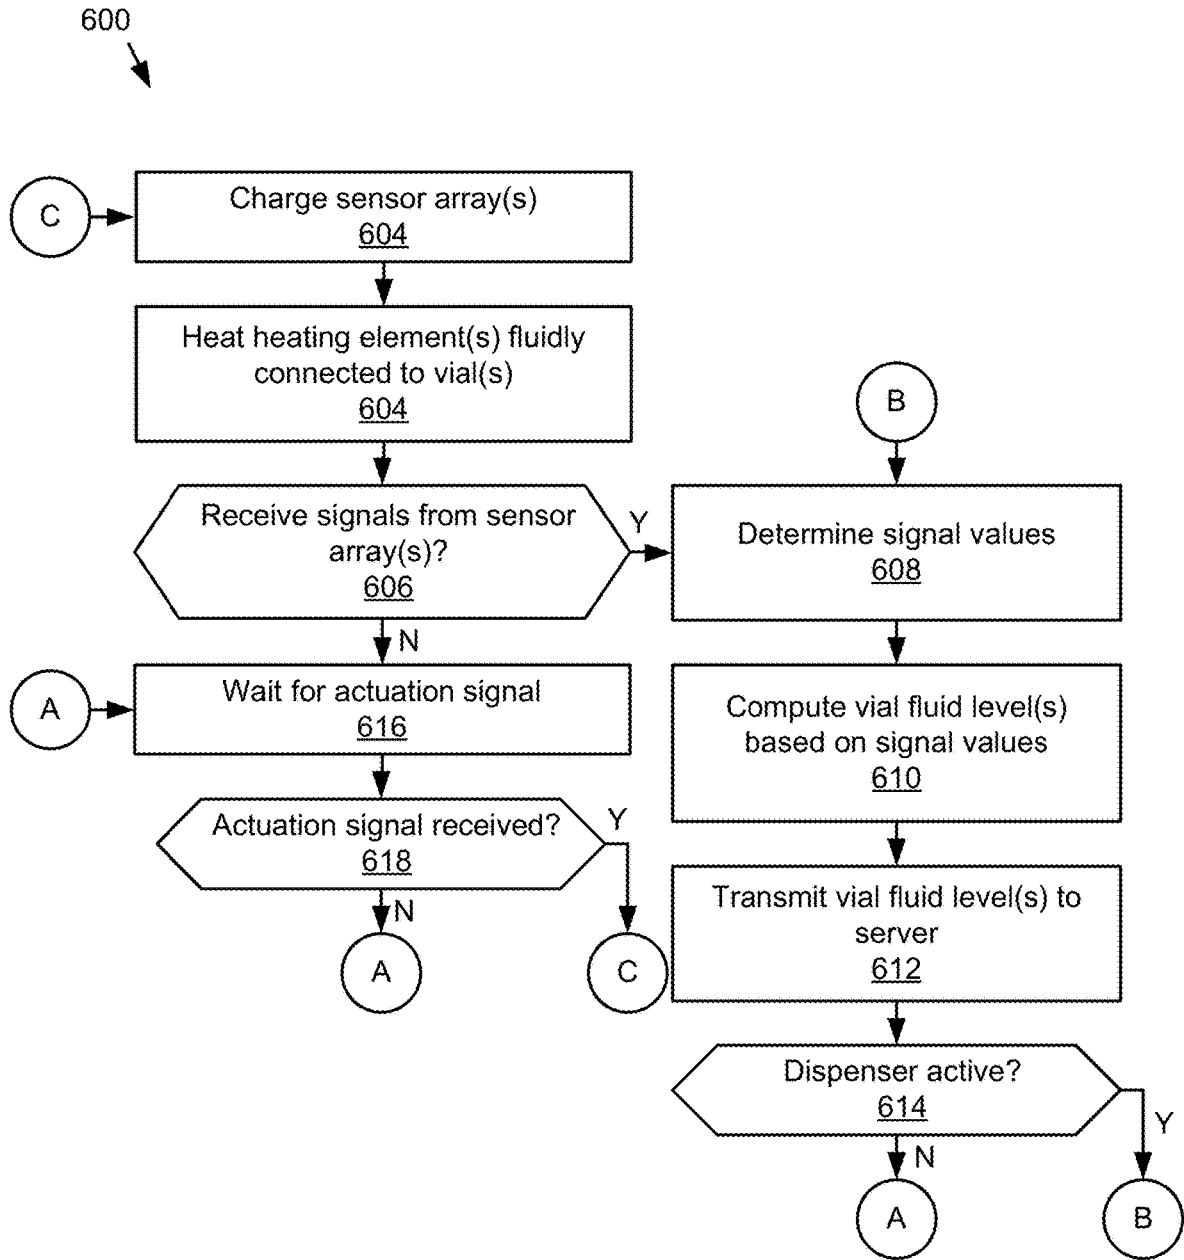 600
C
Charge sensor array(s)
604
Heat heating element(s) fluidly
connected to vial(s)
604
Receive signals from sensor
array(s)?
606
Y
N
A
Wait for actuation signal
616
Actuation signal received?
618
Y
N
A
C
B
Determine signal values
608
Compute vial fluid level(s)
based on signal values
610
Transmit vial fluid level(s) to
server
612
Dispenser active?
614
Y
N
A
B